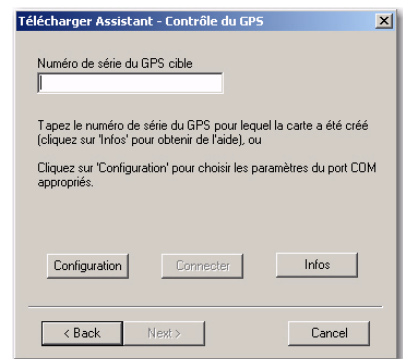 Télécharger Assistant - Contrôle du GPS
Numéro de série du GPS cible
Tapez le numéro de série du GPS pour lequel la carte a été créé
(cliquez sur 'Infos' pour obtenir de l'aide), ou
Cliquez sur 'Configuration' pour choisir les paramètres du port COM
appropriés.
Configuration Connecter Infos
< Back Next > Cancel